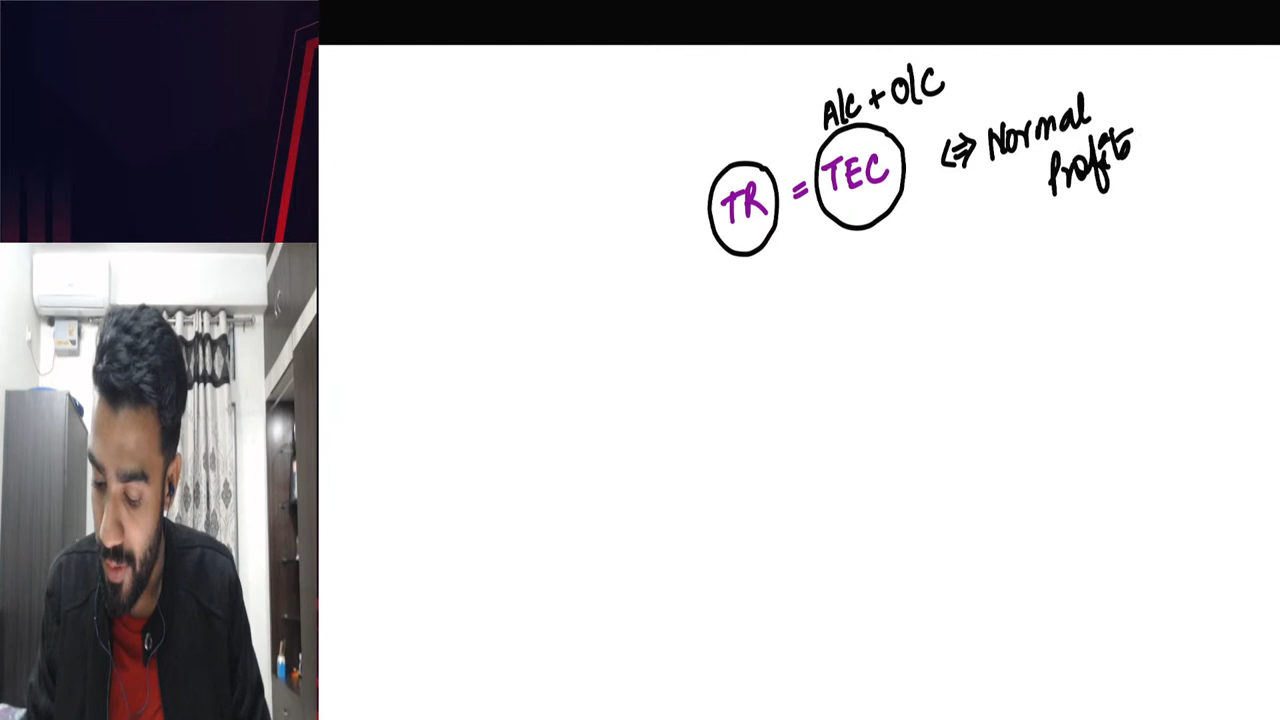 A/C + O/C
TR = TEC ⇔ Normal
Profits